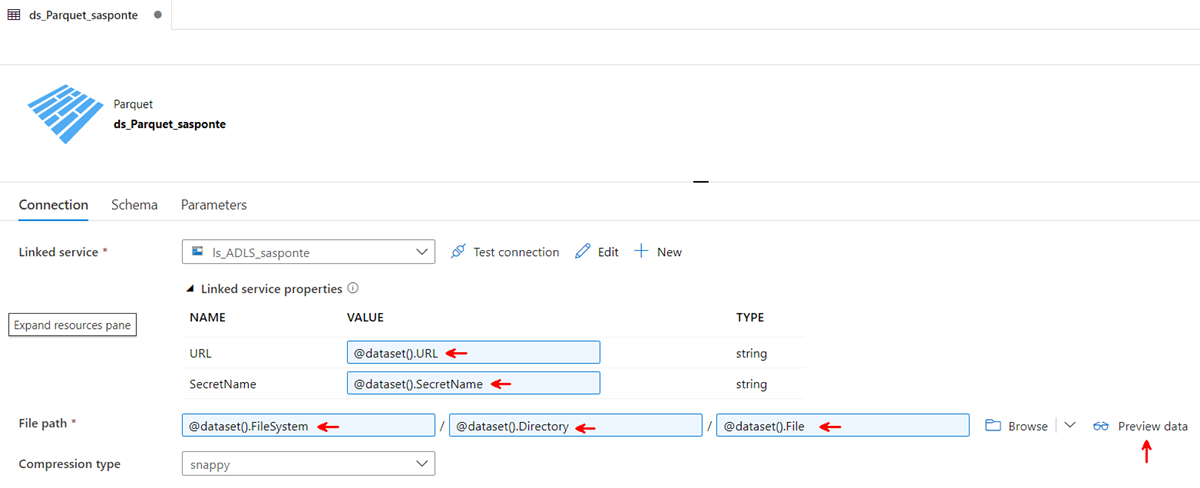 ds_Parquet_sasponte
Parquet
ds_Parquet_sasponte
Connection Schema Parameters
Linked service * ls_ADLS_sasponte Test connection Edit New
Linked service properties
NAME VALUE TYPE
Expand resources pane
URL @dataset().URL string
SecretName @dataset().SecretName string
File path * @dataset().FileSystem / @dataset().Directory / @dataset().File Browse Preview data
Compression type snappy